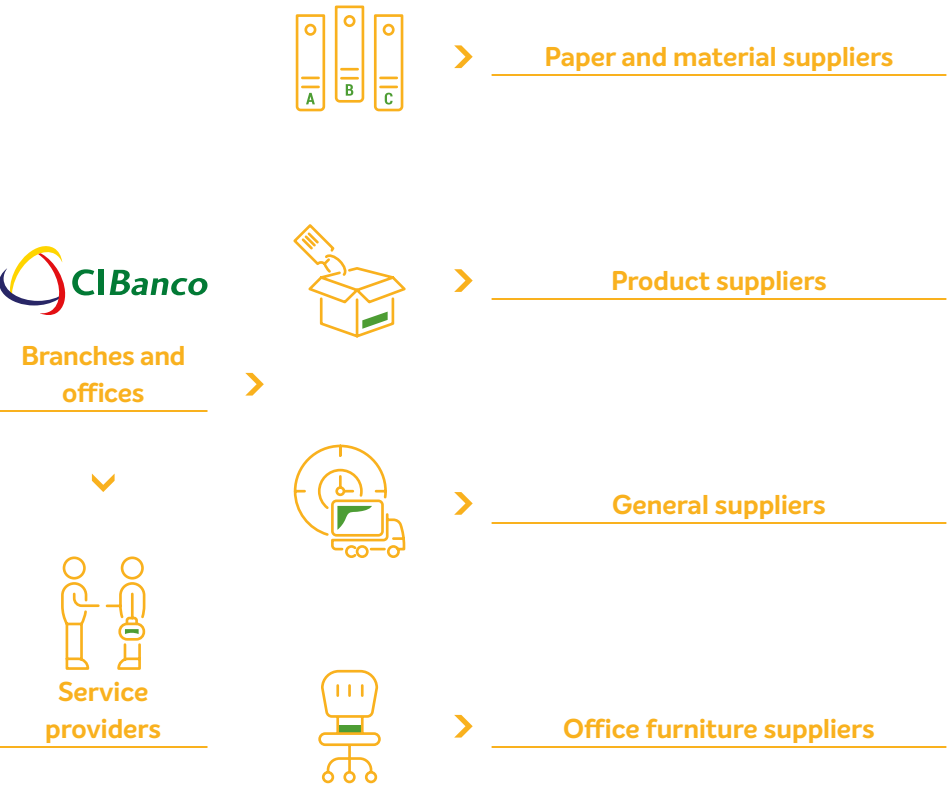 A
B
C
Paper and material suppliers
CIBanco
Product suppliers
Branches and
offices
General suppliers
Service
providers
Office furniture suppliers